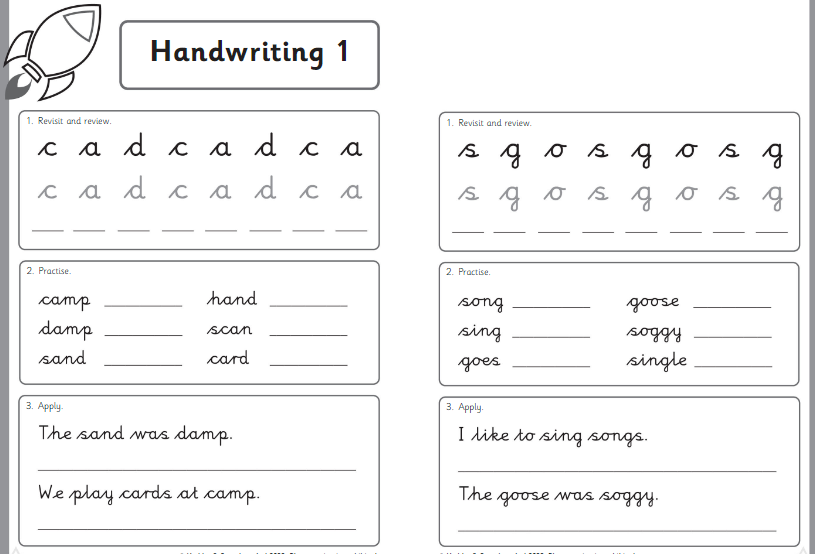 Handwriting 1
1. Revisit and review.
c a d c a d c a
c a d c a d c a
2. Practise.
camp hand
damp scan
sand card
3. Apply.
The sand was damp.
We play cards at camp.
1. Revisit and review.
s g o s g o s g
s g o s g o s g
2. Practise.
song goose
sing soggy
goes single
3. Apply.
I like to sing songs.
The goose was soggy.